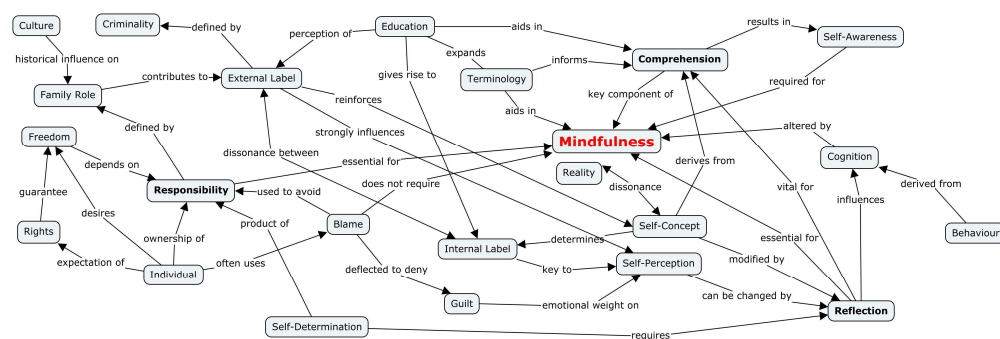 Culture
Criminality
defined by
Education
perception of
aids in
results in
Self-Awareness
historical influence on
expands
Comprehension
Family Role
contributes to
External Label
gives rise to
Terminology
informs
required for
reinforces
key component of
aids in
Freedom
defined by
strongly influences
Mindfulness
altered by
depends on
dissonance between
essential for
Cognition
guarantee
Responsibility
used to avoid
does not require
Reality
dissonance
derives from
vital for
derived from
desires
influences
Rights
product of
Blame
Self-Concept
Behaviour
ownership of
Internal Label
determines
essential for
expectation of
Individual
often uses
deflected to deny
key to
Self-Perception
modified by
Guilt
emotional weight on
can be changed by
Reflection
Self-Determination
requires